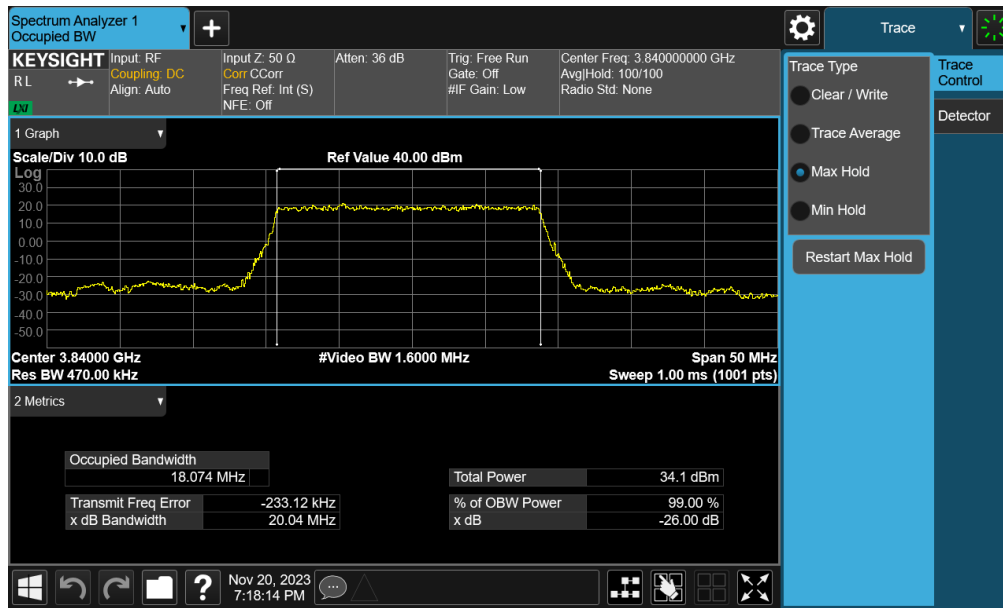 Spectrum Analyzer 1
Occupied BW
Trace
KEYSIGHT
R L
LXI
Input: RF
Coupling: DC
Align: Auto
Input Z: 50 Ω
Corr CCorr
Freq Ref: Int (S)
NFE: Off
Atten: 36 dB
Trig: Free Run
Gate: Off
#IF Gain: Low
Center Freq: 3.840000000 GHz
Avg|Hold: 100/100
Radio Std: None
Trace Type
Clear / Write
Trace Average
Max Hold
Min Hold
Restart Max Hold
Trace
Control
Detector
1 Graph
Scale/Div 10.0 dB
Ref Value 40.00 dBm
Log
30.0
20.0
10.0
0.00
-10.0
-20.0
-30.0
-40.0
-50.0
Center 3.84000 GHz
#Video BW 1.6000 MHz
Span 50 MHz
Res BW 470.00 kHz
Sweep 1.00 ms (1001 pts)
2 Metrics
Occupied Bandwidth
18.074 MHz
Total Power 34.1 dBm
Transmit Freq Error -233.12 kHz
% of OBW Power 99.00 %
x dB Bandwidth 20.04 MHz
x dB -26.00 dB
?
Nov 20, 2023
7:18:14 PM